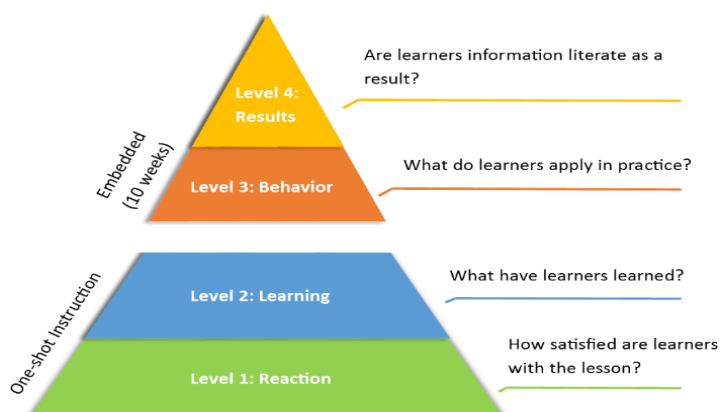 Are learners information literate as a
result?
Level 4:
Results
Embedded
(10 weeks)
What do learners apply in practice?
Level 3: Behavior
What have learners learned?
Level 2: Learning
One-shot Instruction
How satisfied are learners
with the lesson?
Level 1: Reaction